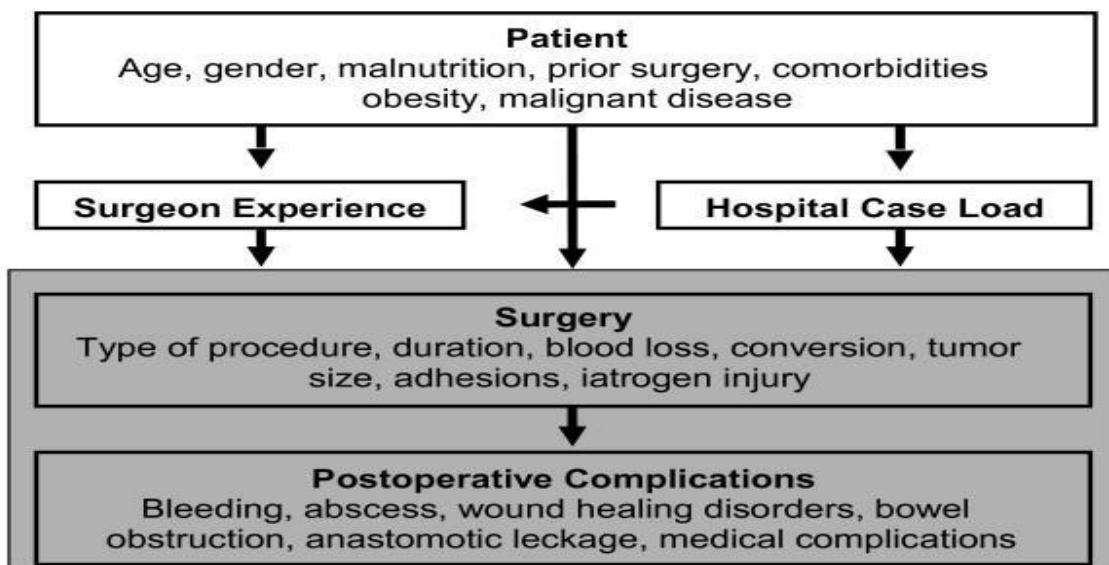 Patient
Age, gender, malnutrition, prior surgery, comorbidities
obesity, malignant disease
Surgeon Experience
Hospital Case Load
Surgery
Type of procedure, duration, blood loss, conversion, tumor
size, adhesions, iatrogen injury
Postoperative Complications
Bleeding, abscess, wound healing disorders, bowel
obstruction, anastomotic leckage, medical complications